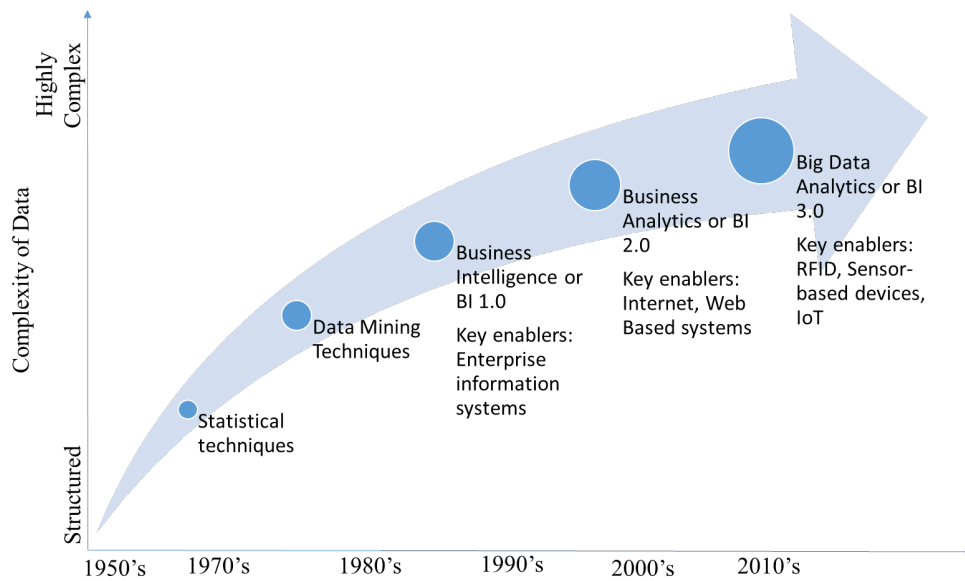 Highly
Complex
Complexity of Data
Structured
Statistical
techniques
Data Mining
Techniques
Business
Intelligence or
BI 1.0
Key enablers:
Enterprise
information
systems
Business
Analytics or BI
2.0
Key enablers:
Internet, Web
Based systems
Big Data
Analytics or BI
3.0
Key enablers:
RFID, Sensor-
based devices,
IoT
1950’s 1970’s 1980’s 1990’s 2000’s 2010’s